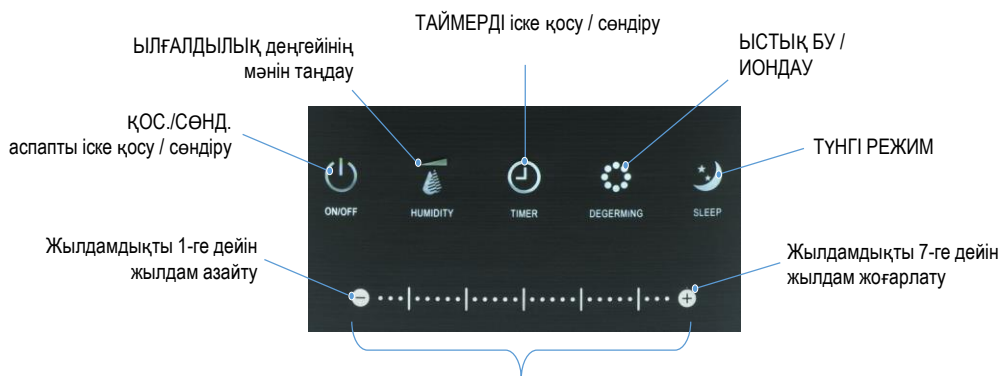 ТАЙМЕРДІ іске қосу / сөндіру
ЫЛҒАЛДЫЛЫҚ деңгейінің
мәнін таңдау
ЫСТЫҚ БУ /
ИОНДАУ
ҚОС./СӨНД.
аспапты іске қосу / сөндіру
ТҮНГІ РЕЖИМ
ON/OFF
HUMIDITY
TIMER
DEGERMiNG
SLEEP
Жылдамдықты 1-ге дейін
жылдам азайту
Жылдамдықты 7-ге дейін
жылдам жоғарлату